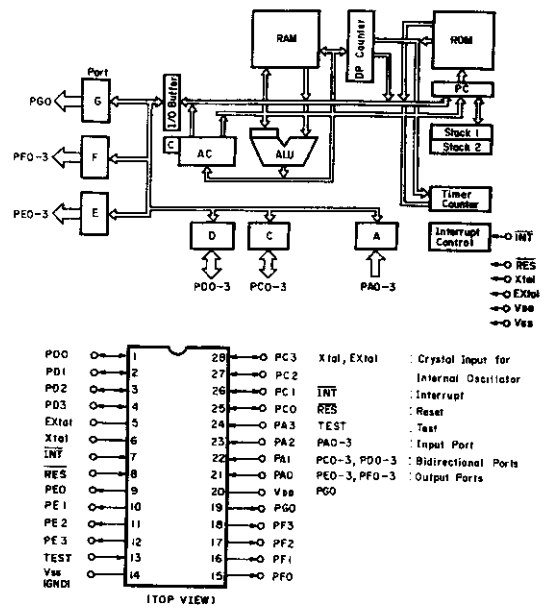 RAM
DP Counter
ROM
Port
PG0
G
I/O Buffer
PC
Stack 1
Stack 2
C
AC
ALU
PF0-3
F
PE0-3
E
Timer
Counter
D
C
A
Interrupt
Control
INT
PD0-3
PC0-3
PA0-3
RES
Xtal
EXtal
Vss
PD0 1 28 PC3
PD1 2 27 PC2
PD2 3 26 PC1
PD3 4 25 PC0
EXtal 5 24 PA3
Xtal 6 23 PA2
INT 7 22 PA1
RES 8 21 PA0
PE0 9 20 VDD
PE1 10 19 PG0
PE2 11 18 PF3
PE3 12 17 PF2
TEST 13 16 PF1
Vss 14 15 PF0
(GND)
(TOP VIEW)
Xtal, EXtal : Crystal Input for
Internal Oscillator
INT : Interrupt
RES : Reset
TEST : Test
PA0-3 : Input Port
PC0-3, PD0-3 : Bidirectional Ports
PE0-3, PF0-3 : Output Ports
PG0